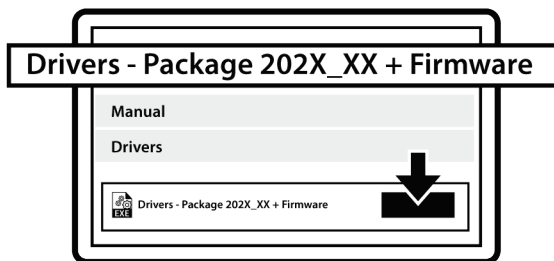 Drivers - Package 202X_XX + Firmware
Manual
Drivers
EXE Drivers - Package 202X_XX + Firmware